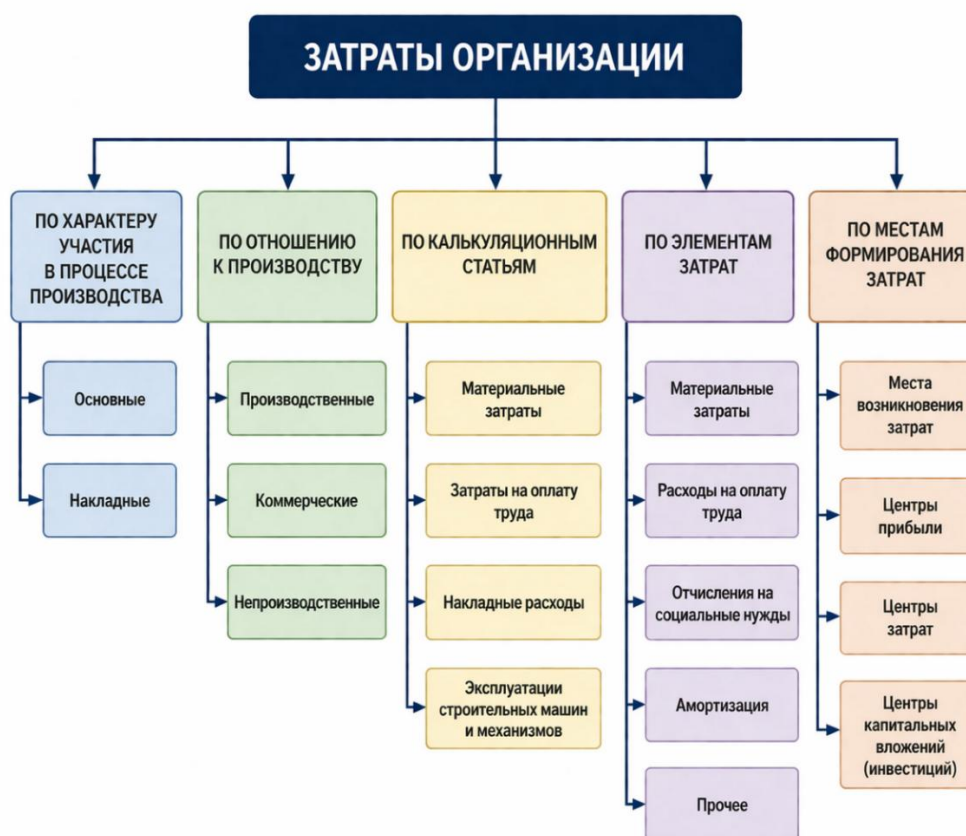 ЗАТРАТЫ ОРГАНИЗАЦИИ
ПО ХАРАКТЕРУ
УЧАСТИЯ
В ПРОЦЕССЕ
ПРОИЗВОДСТВА
Основные
Накладные
ПО ОТНОШЕНИЮ
К ПРОИЗВОДСТВУ
Производственные
Коммерческие
Непроизводственные
ПО КАЛЬКУЛЯЦИОННЫМ
СТАТЬЯМ
Материальные
затраты
Затраты на оплату
труда
Накладные расходы
Эксплуатации
строительных машин
и механизмов
ПО ЭЛЕМЕНТАМ
ЗАТРАТ
Материальные
затраты
Расходы на оплату
труда
Отчисления на
социальные нужды
Амортизация
Прочее
ПО МЕСТАМ
ФОРМИРОВАНИЯ
ЗАТРАТ
Места
возникновения
затрат
Центры
прибыли
Центры
затрат
Центры
капитальных
вложений
(инвестиций)